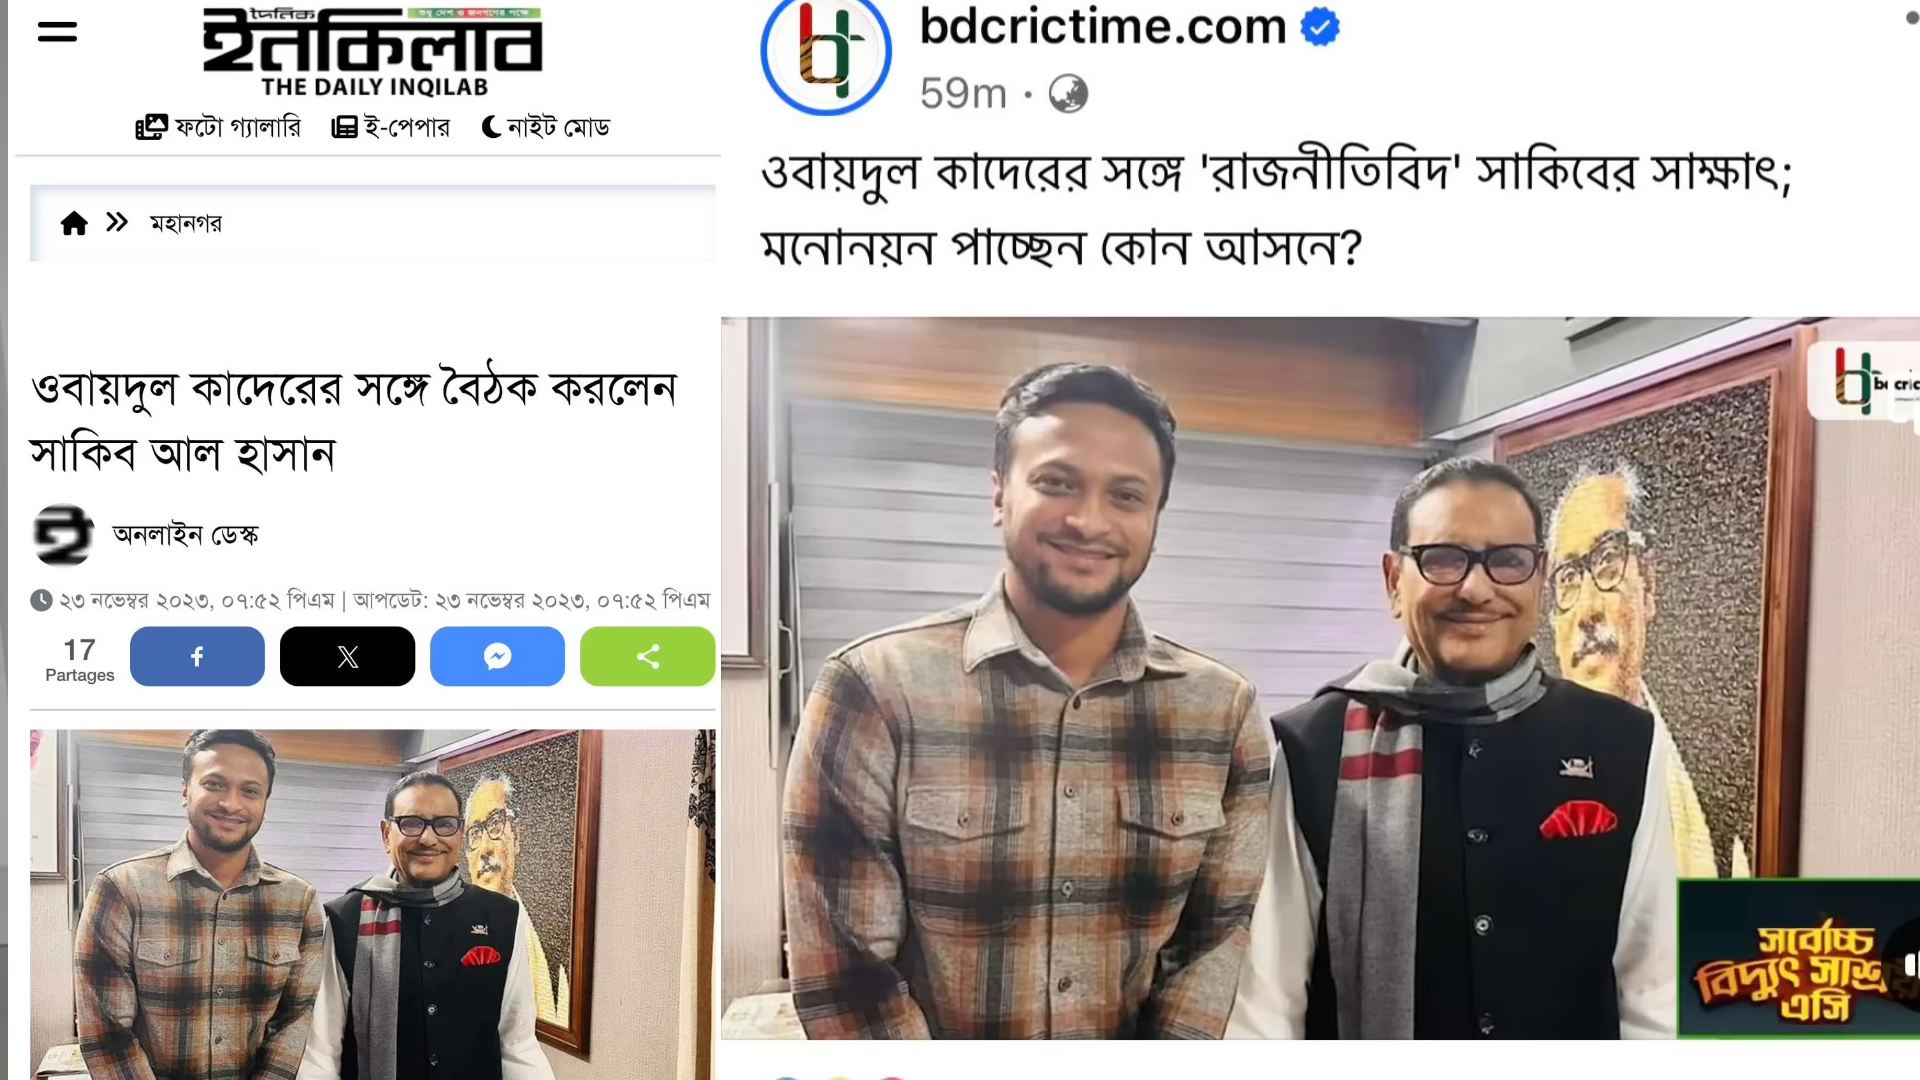 দৈনিক
শুধু দেশ ও জনগণের পক্ষে
ইনকিলাব
THE DAILY INQILAB
ফটো গ্যালারি ই-পেপার নাইট মোড
মহানগর
ওবায়দুল কাদেরের সঙ্গে বৈঠক করলেন
সাকিব আল হাসান
অনলাইন ডেস্ক
২৩ নভেম্বর ২০২৩, ০৭:৫২ পিএম | আপডেট: ২৩ নভেম্বর ২০২৩, ০৭:৫২ পিএম
17
Partages
bdcrictime.com
59m
ওবায়দুল কাদেরের সঙ্গে 'রাজনীতিবিদ' সাকিবের সাক্ষাৎ;
মনোনয়ন পাচ্ছেন কোন আসনে?
সর্বোচ্চ
বিদ্যুৎ সাশ্রয়
এসি